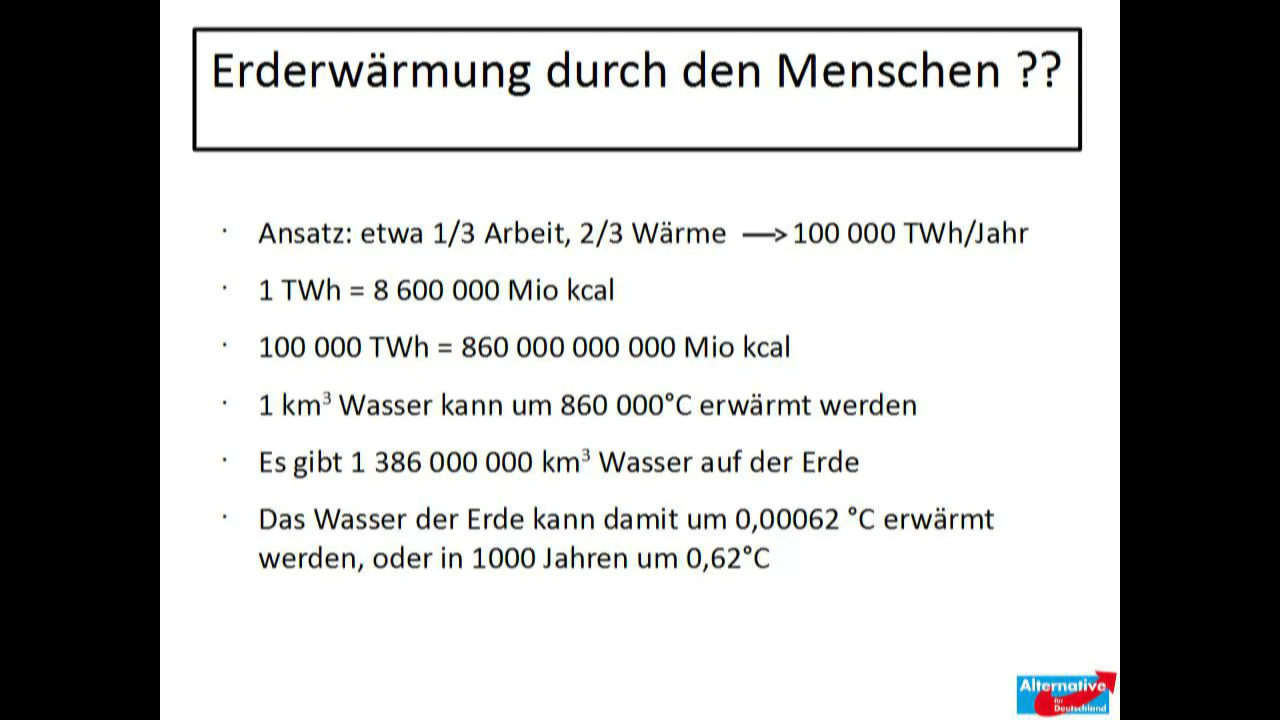 Erderwärmung durch den Menschen ??
· Ansatz: etwa 1/3 Arbeit, 2/3 Wärme —> 100 000 TWh/Jahr
· 1 TWh = 8 600 000 Mio kcal
· 100 000 TWh = 860 000 000 000 Mio kcal
· 1 km³ Wasser kann um 860 000°C erwärmt werden
· Es gibt 1 386 000 000 km³ Wasser auf der Erde
· Das Wasser der Erde kann damit um 0,00062 °C erwärmt
werden, oder in 1000 Jahren um 0,62°C
Alternative
für
Deutschland